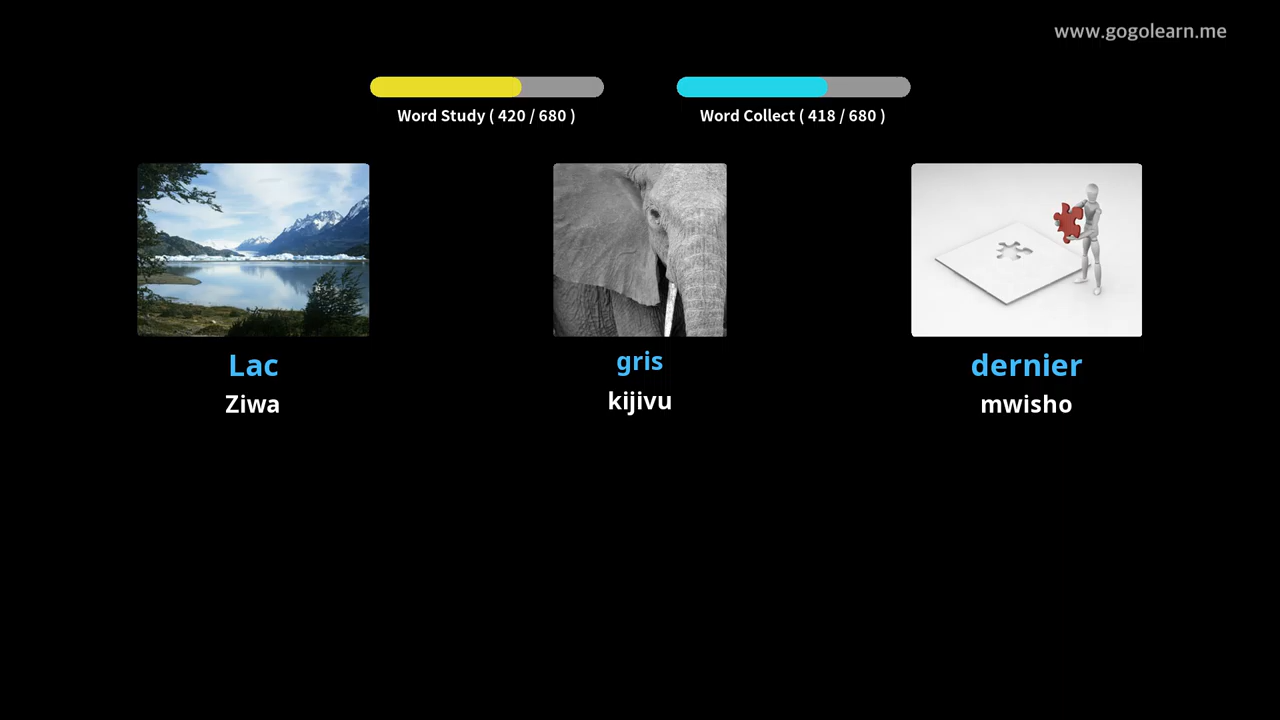 www.gogolearn.me
Word Study ( 420 / 680 )
Word Collect ( 418 / 680 )
Lac
Ziwa
gris
kijivu
dernier
mwisho